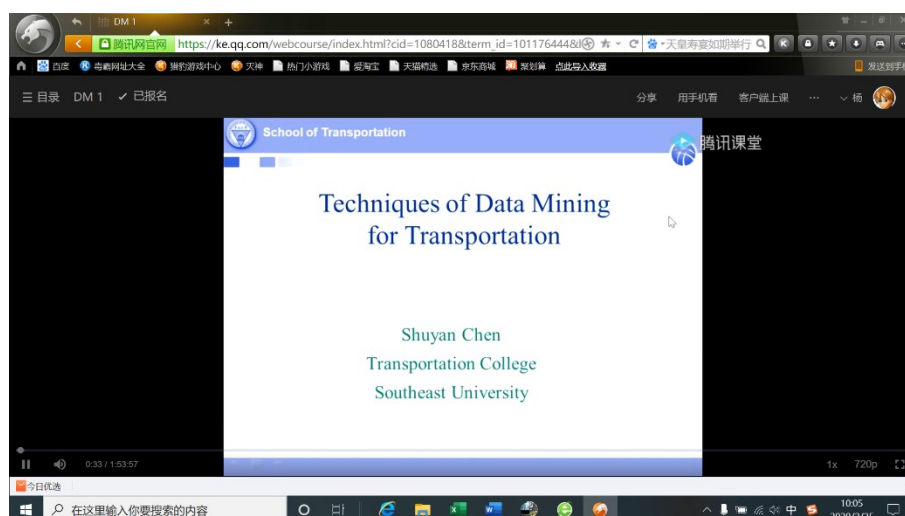 DM 1 × +
腾讯网官网 https://ke.qq.com/webcourse/index.html?cid=1080418&term_id=101176444& 天皇寿宴如期举行
百度 毒霸网址大全 猎豹游戏中心 灭神 热门小游戏 爱淘宝 天猫精选 京东商城 聚划算 点此导入收藏 发送到手机
目录 DM 1 已报名 分享 用手机看 客户端上课 … 杨
School of Transportation
腾讯课堂
Techniques of Data Mining
for Transportation
Shuyan Chen
Transportation College
Southeast University
0:33 / 1:53:57 1x 720p
今日优选
在这里输入你要搜索的内容 中 10:05